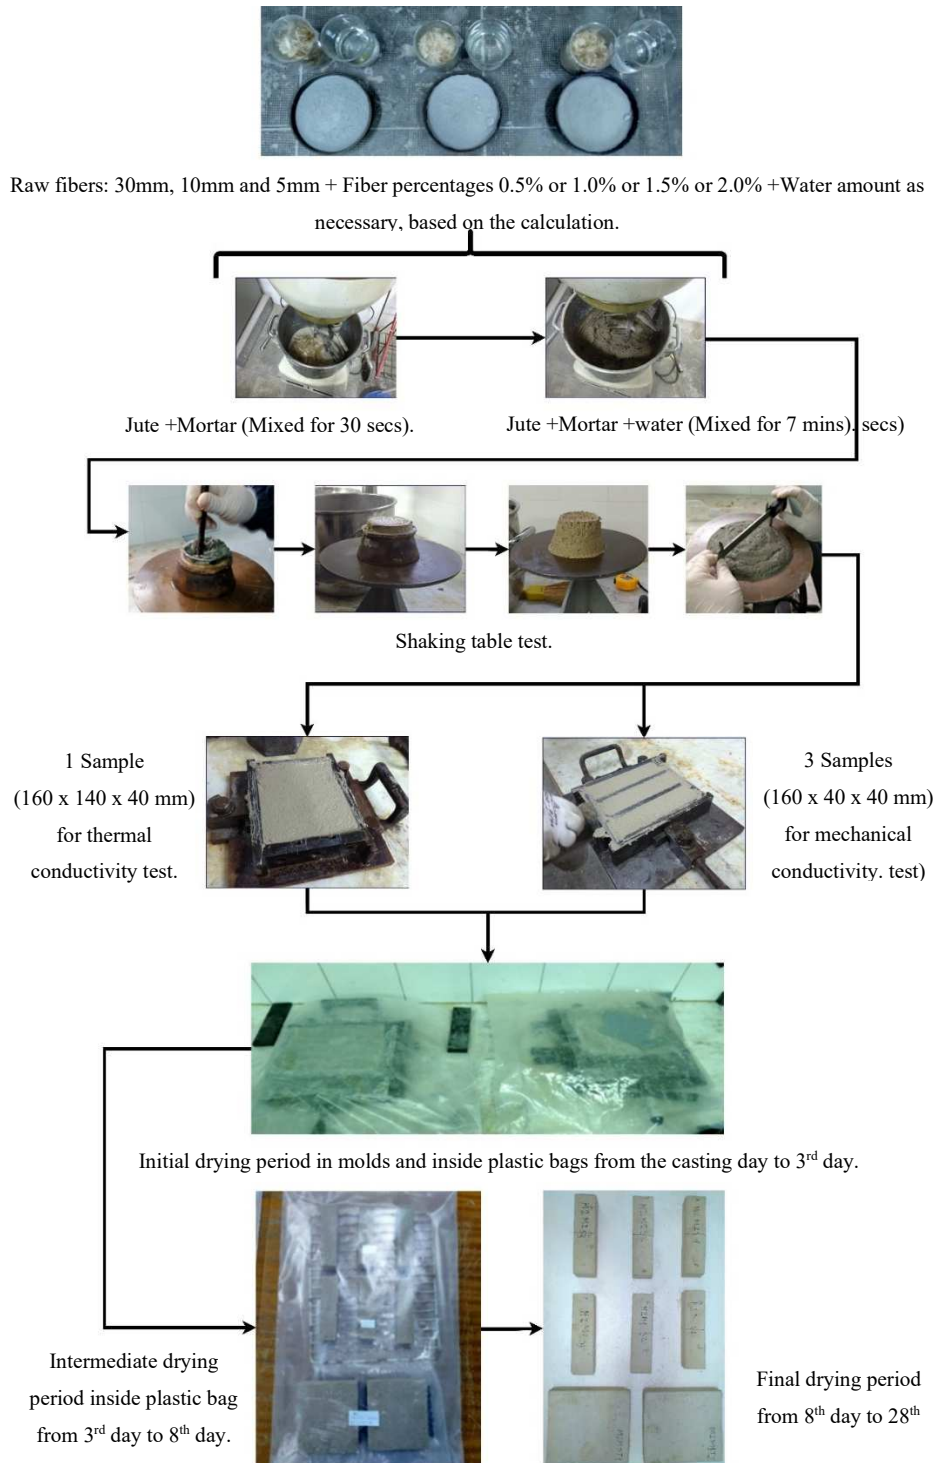 Raw fibers: 30mm, 10mm and 5mm + Fiber percentages 0.5% or 1.0% or 1.5% or 2.0% +Water amount as
necessary, based on the calculation.
Jute +Mortar (Mixed for 30 secs).
Jute +Mortar +water (Mixed for 7 mins). secs)
Shaking table test.
1 Sample
(160 x 140 x 40 mm)
for thermal
conductivity test.
3 Samples
(160 x 40 x 40 mm)
for mechanical
conductivity. test)
Initial drying period in molds and inside plastic bags from the casting day to 3rd day.
Intermediate drying
period inside plastic bag
from 3rd day to 8th day.
Final drying period
from 8th day to 28th